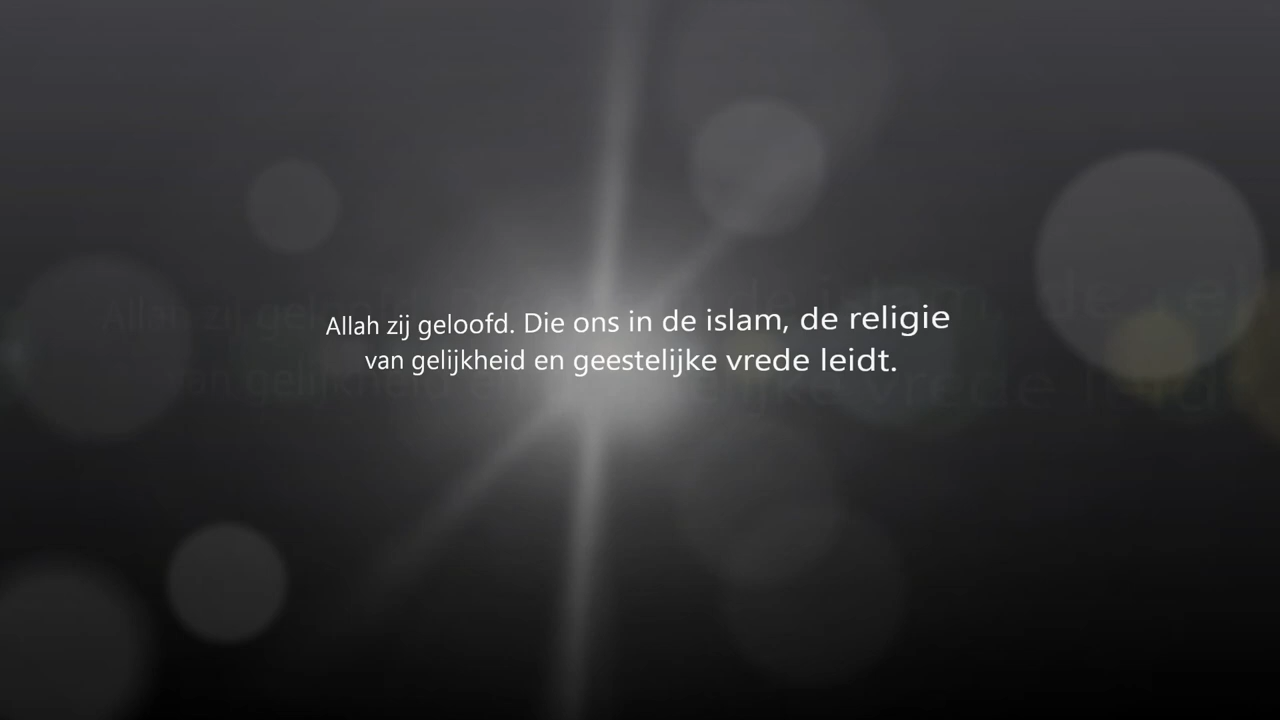 Allah zij geloofd. Die ons in de islam, de religie
van gelijkheid en geestelijke vrede leidt.